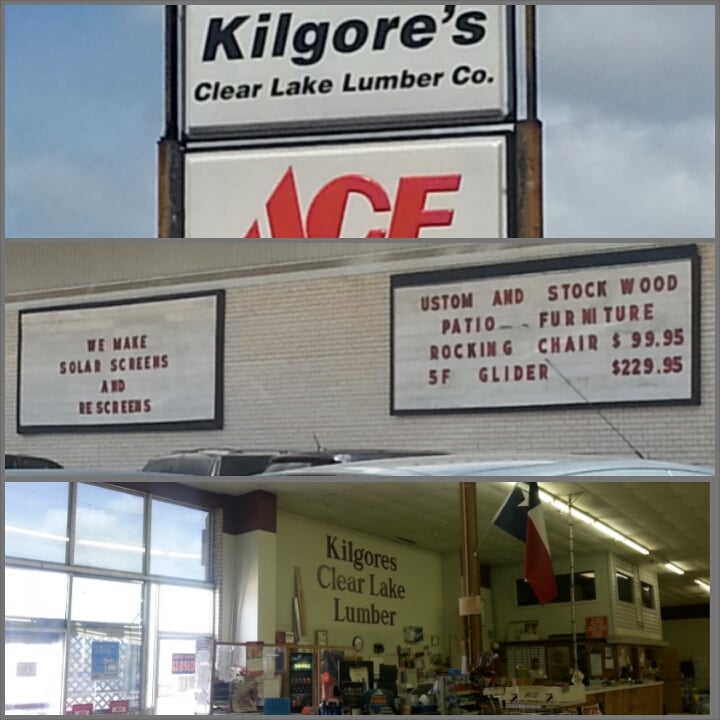 Kilgore's
Clear Lake Lumber Co.
ACE
WE MAKE
SOLAR SCREENS
AND
RESCREENS
USTOM AND STOCK WOOD
PATIO FURNITURE
ROCKING CHAIR $ 99.95
5F GLIDER $229.95
Kilgores
Clear Lake
Lumber
CLOSED